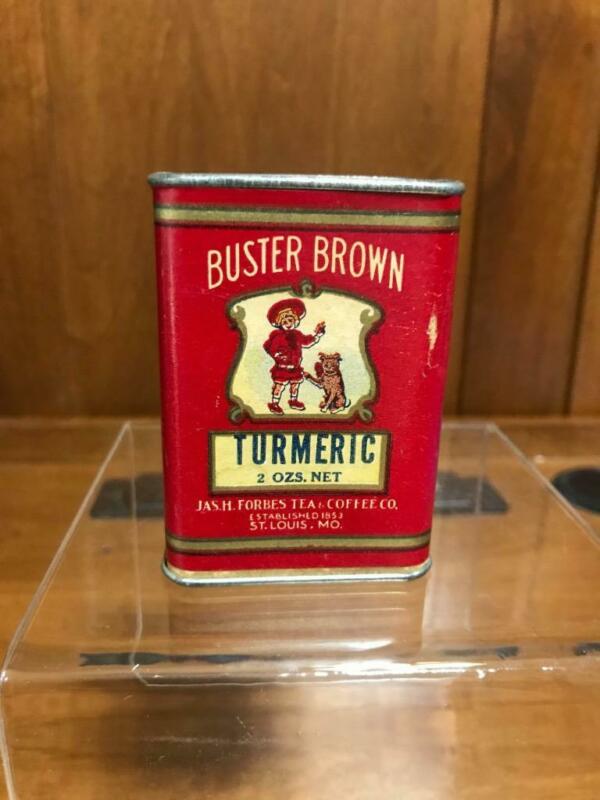 BUSTER BROWN
TURMERIC
2 OZS. NET
JAS. H. FORBES TEA & COFFEE CO.
ESTABLISHED 1853
ST. LOUIS, MO.